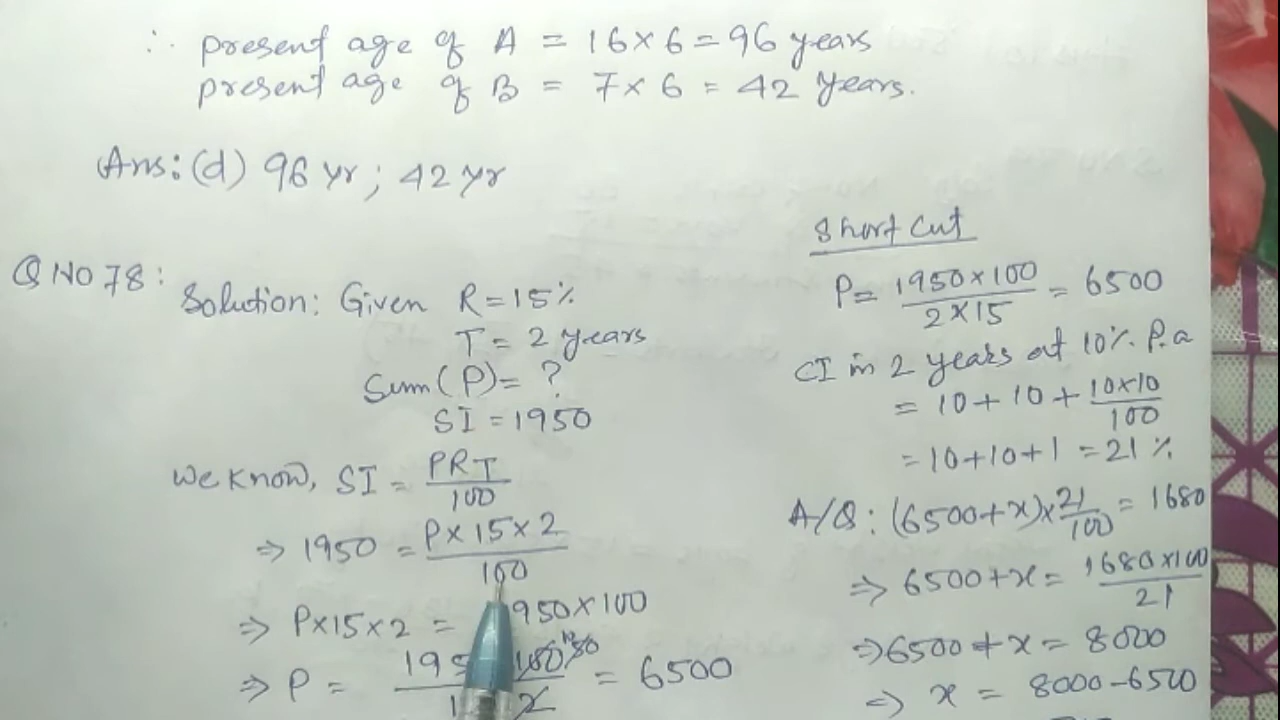 ∴ present age of A = 16×6 = 96 years
present age of B = 7×6 = 42 years.
Ans: (d) 96 yr; 42 yr
Q NO 78:
Solution: Given R = 15%
T = 2 years
Sum (P) = ?
SI = 1950
We Know, SI = PRT/100
⇒ 1950 = P×15×2/100
⇒ P×15×2 = 950×100
⇒ P = = 6500
Short Cut
P = 1950×100/2×15 = 6500
CI in 2 years at 10% P.a
= 10+10+ 10×10/100
= 10+10+1 = 21%
A/Q: (6500+x)×21/100 = 1680
⇒ 6500+x = 1680×100/21
⇒ 6500+x = 8000
⇒ x = 8000-6500